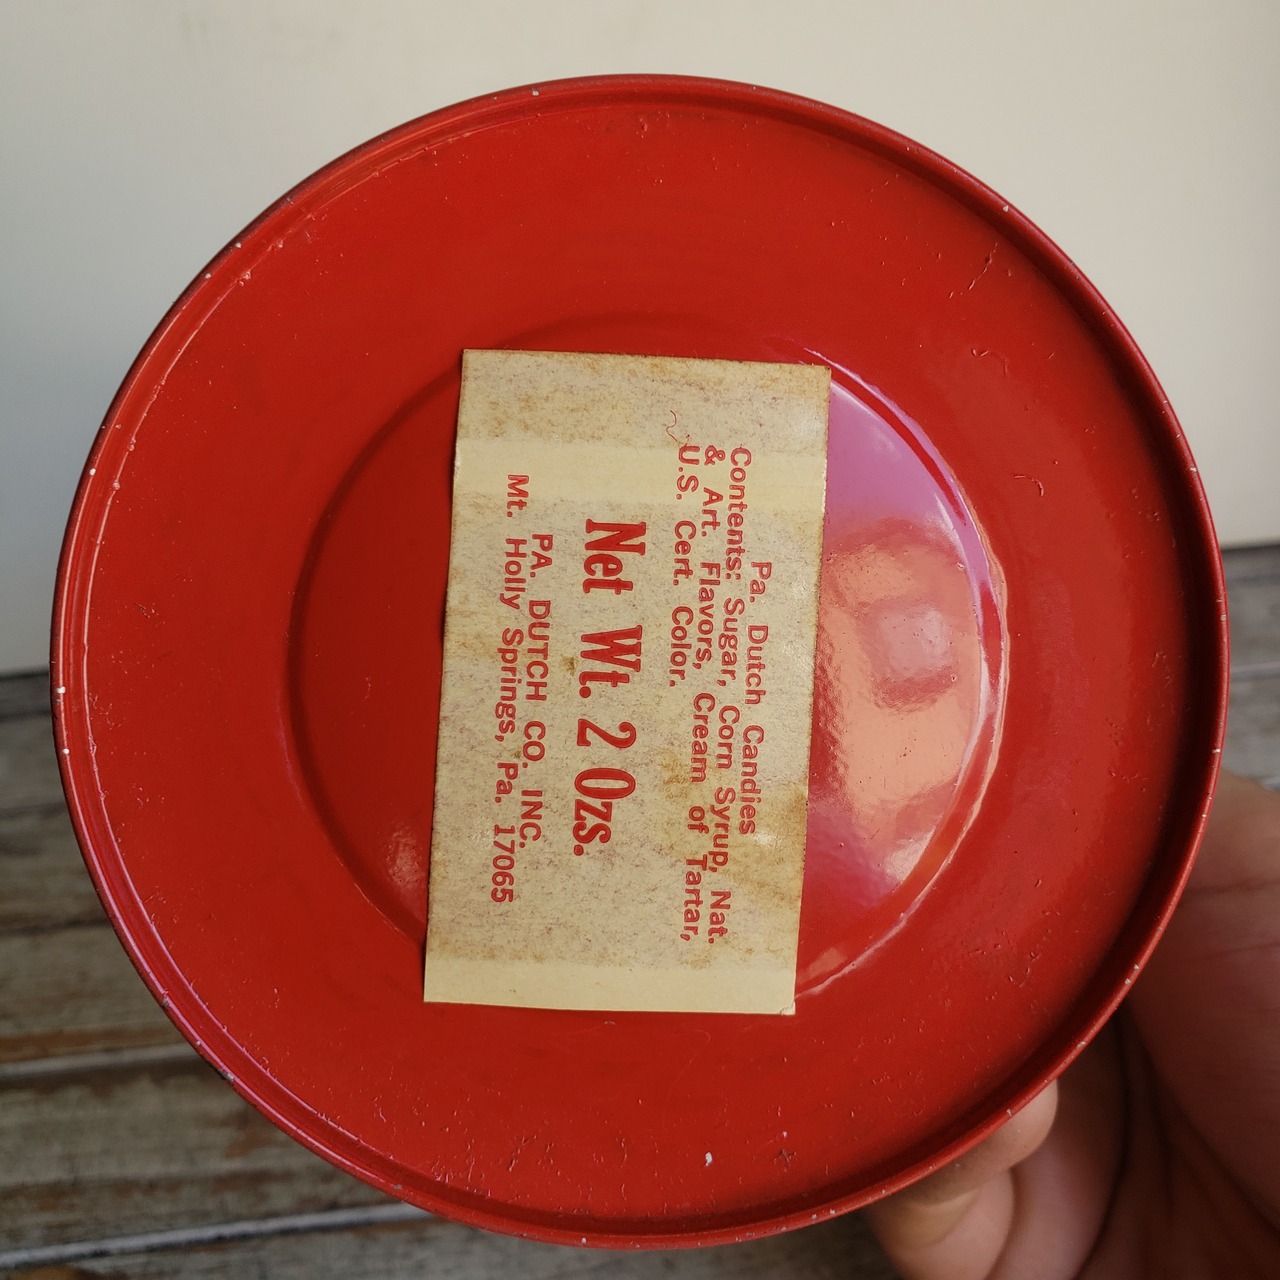 Pa. Dutch Candies
Contents: Sugar, Corn Syrup, Nat.
& Art. Flavors, Cream of Tartar,
U.S. Cert. Color.
Net Wt. 2 Ozs.
PA. DUTCH CO. INC.
Mt. Holly Springs, Pa. 17065